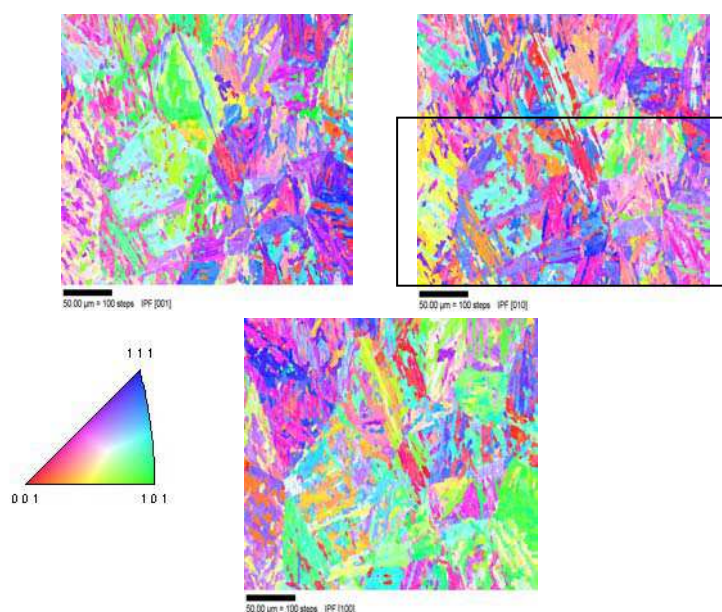 50.00 µm = 100 steps IPF [001]
50.00 µm = 100 steps IPF [010]
1 1 1
0 0 1
1 0 1
50.00 µm = 100 steps IPF [100]